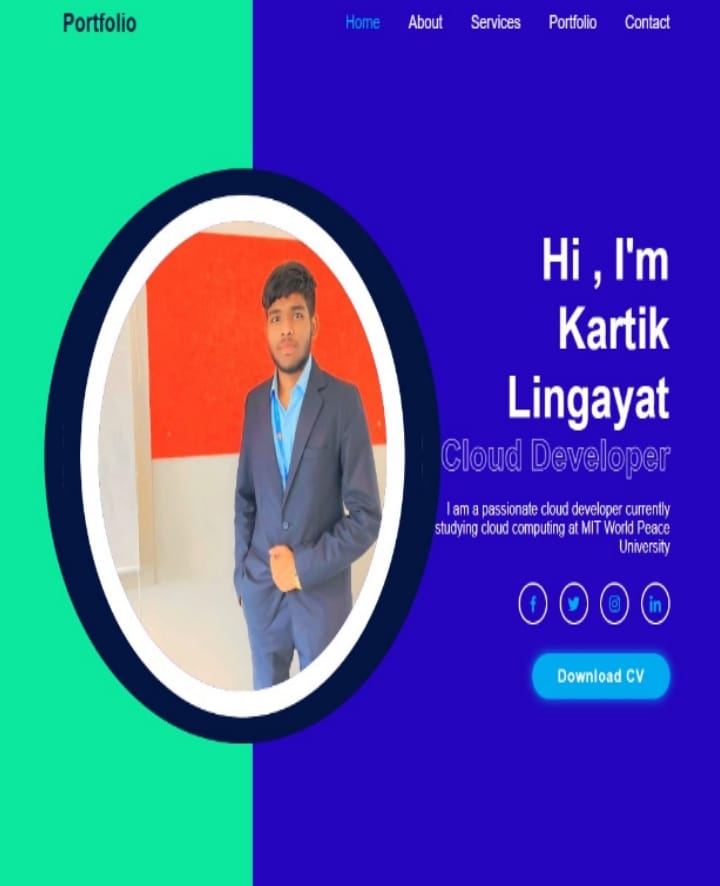 Portfolio
Home About Services Portfolio Contact
Hi , I'm
Kartik
Lingayat
Cloud Developer
I am a passionate cloud developer currently
studying cloud computing at MIT World Peace
University
Download CV